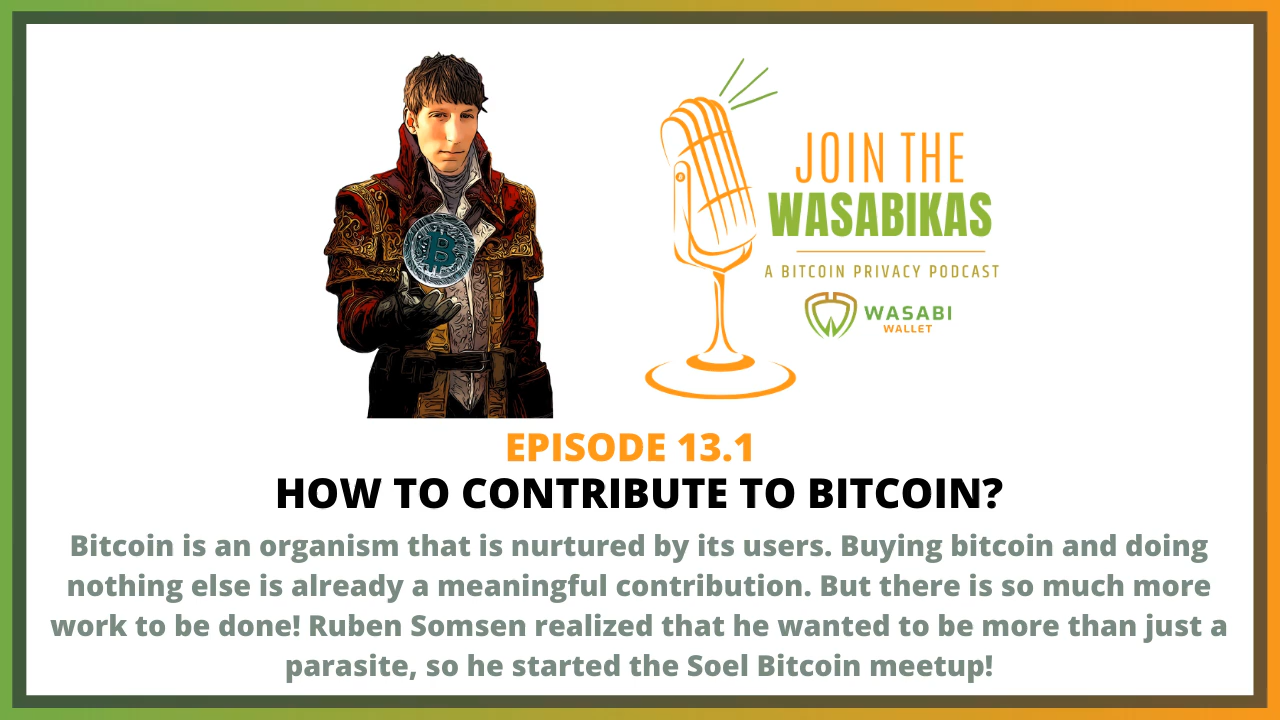 JOIN THE
WASABIKAS
A BITCOIN PRIVACY PODCAST
WASABI
WALLET
EPISODE 13.1
HOW TO CONTRIBUTE TO BITCOIN?
Bitcoin is an organism that is nurtured by its users. Buying bitcoin and doing
nothing else is already a meaningful contribution. But there is so much more
work to be done! Ruben Somsen realized that he wanted to be more than just a
parasite, so he started the Soel Bitcoin meetup!